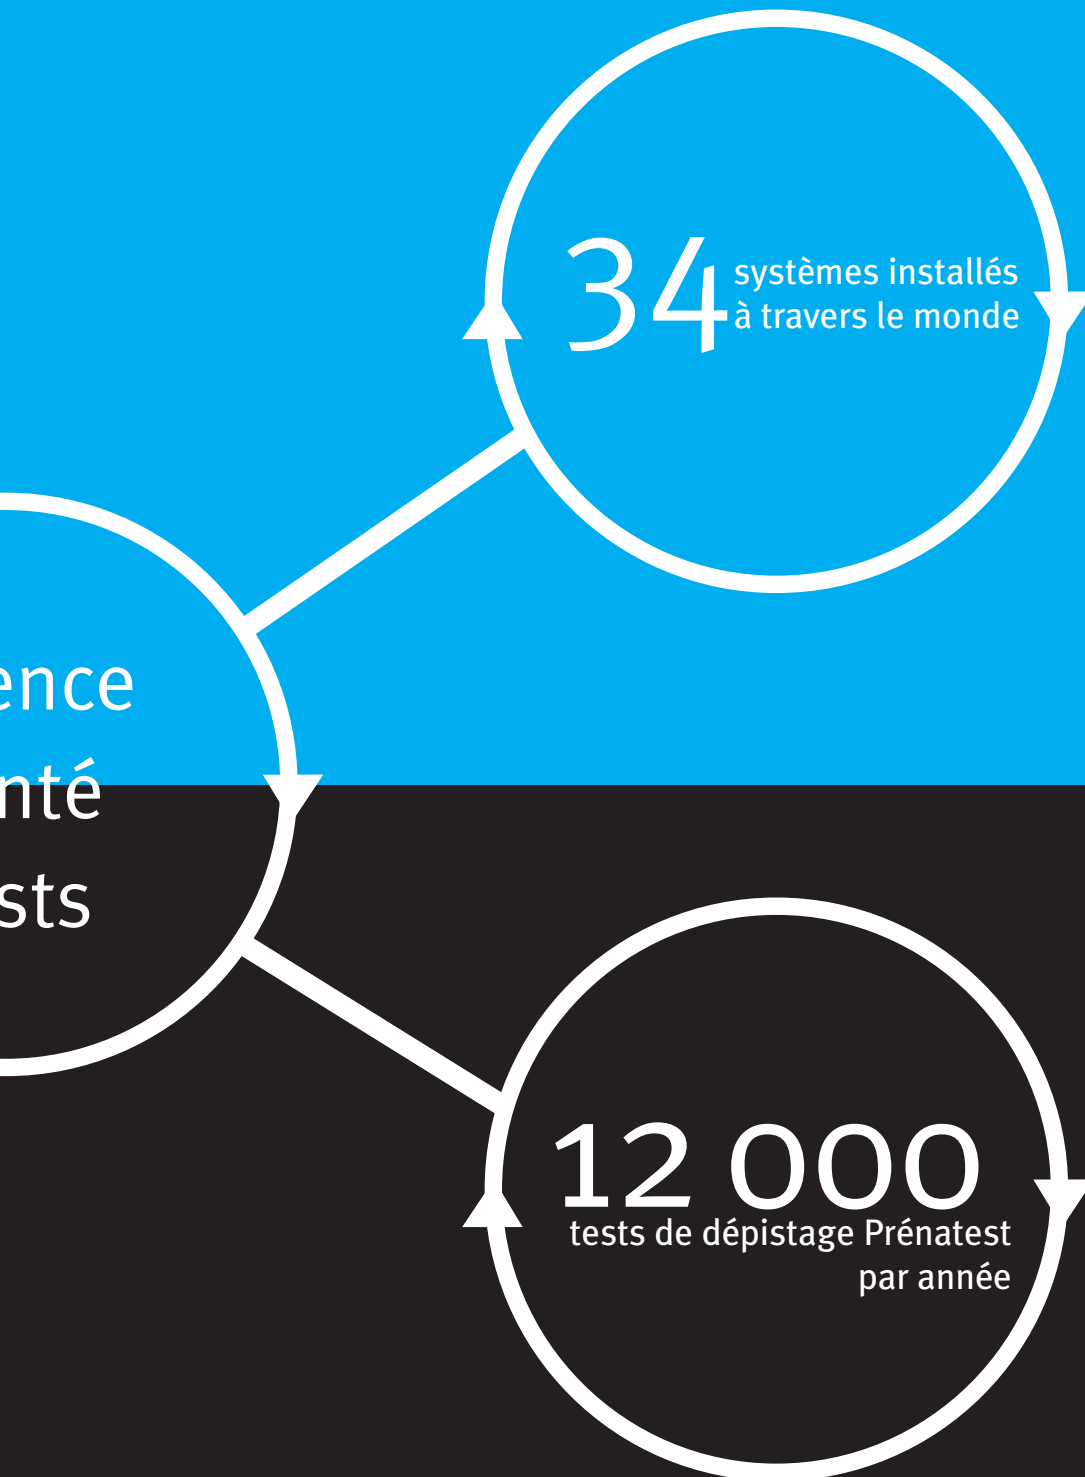 34
systèmes installés
à travers le monde
ence
nté
sts
12 000
tests de dépistage Prénatest
par année